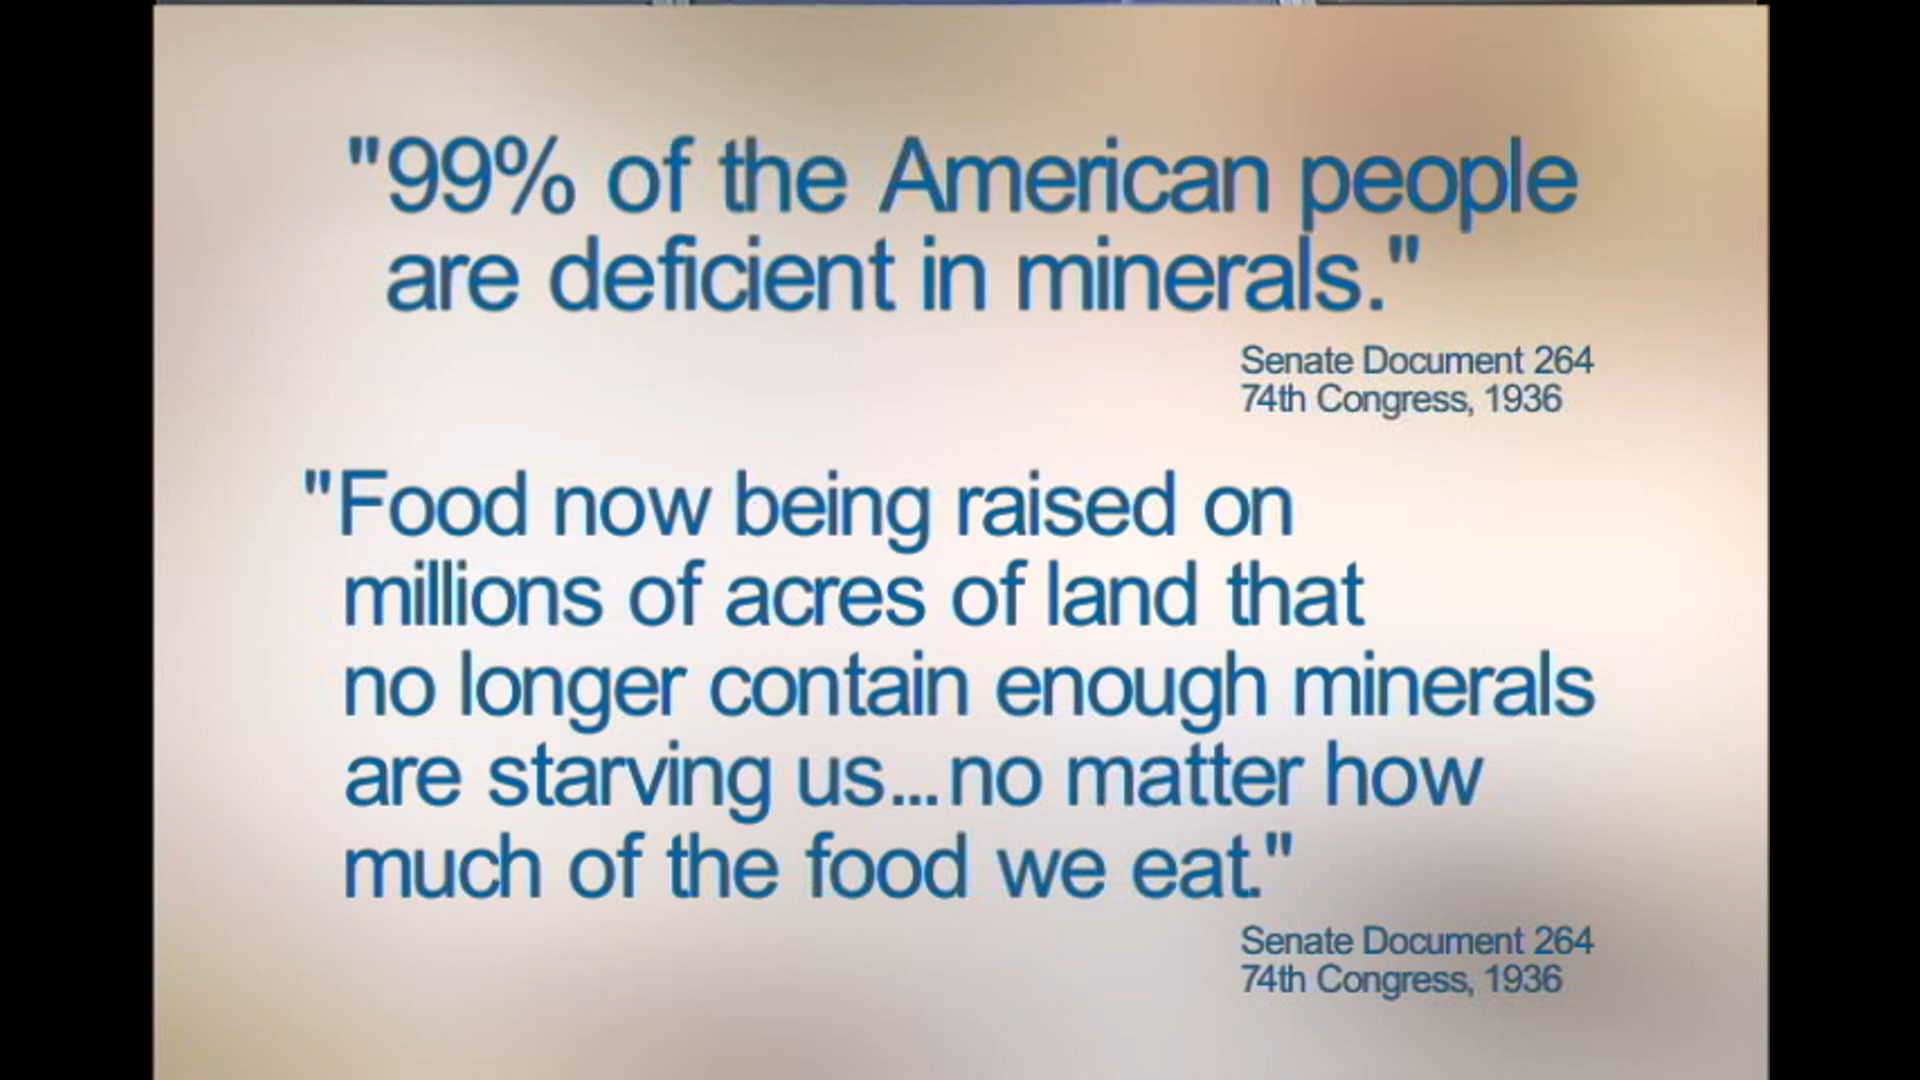 "99% of the American people
are deficient in minerals."
Senate Document 264
74th Congress, 1936
"Food now being raised on
millions of acres of land that
no longer contain enough minerals
are starving us...no matter how
much of the food we eat."
Senate Document 264
74th Congress, 1936